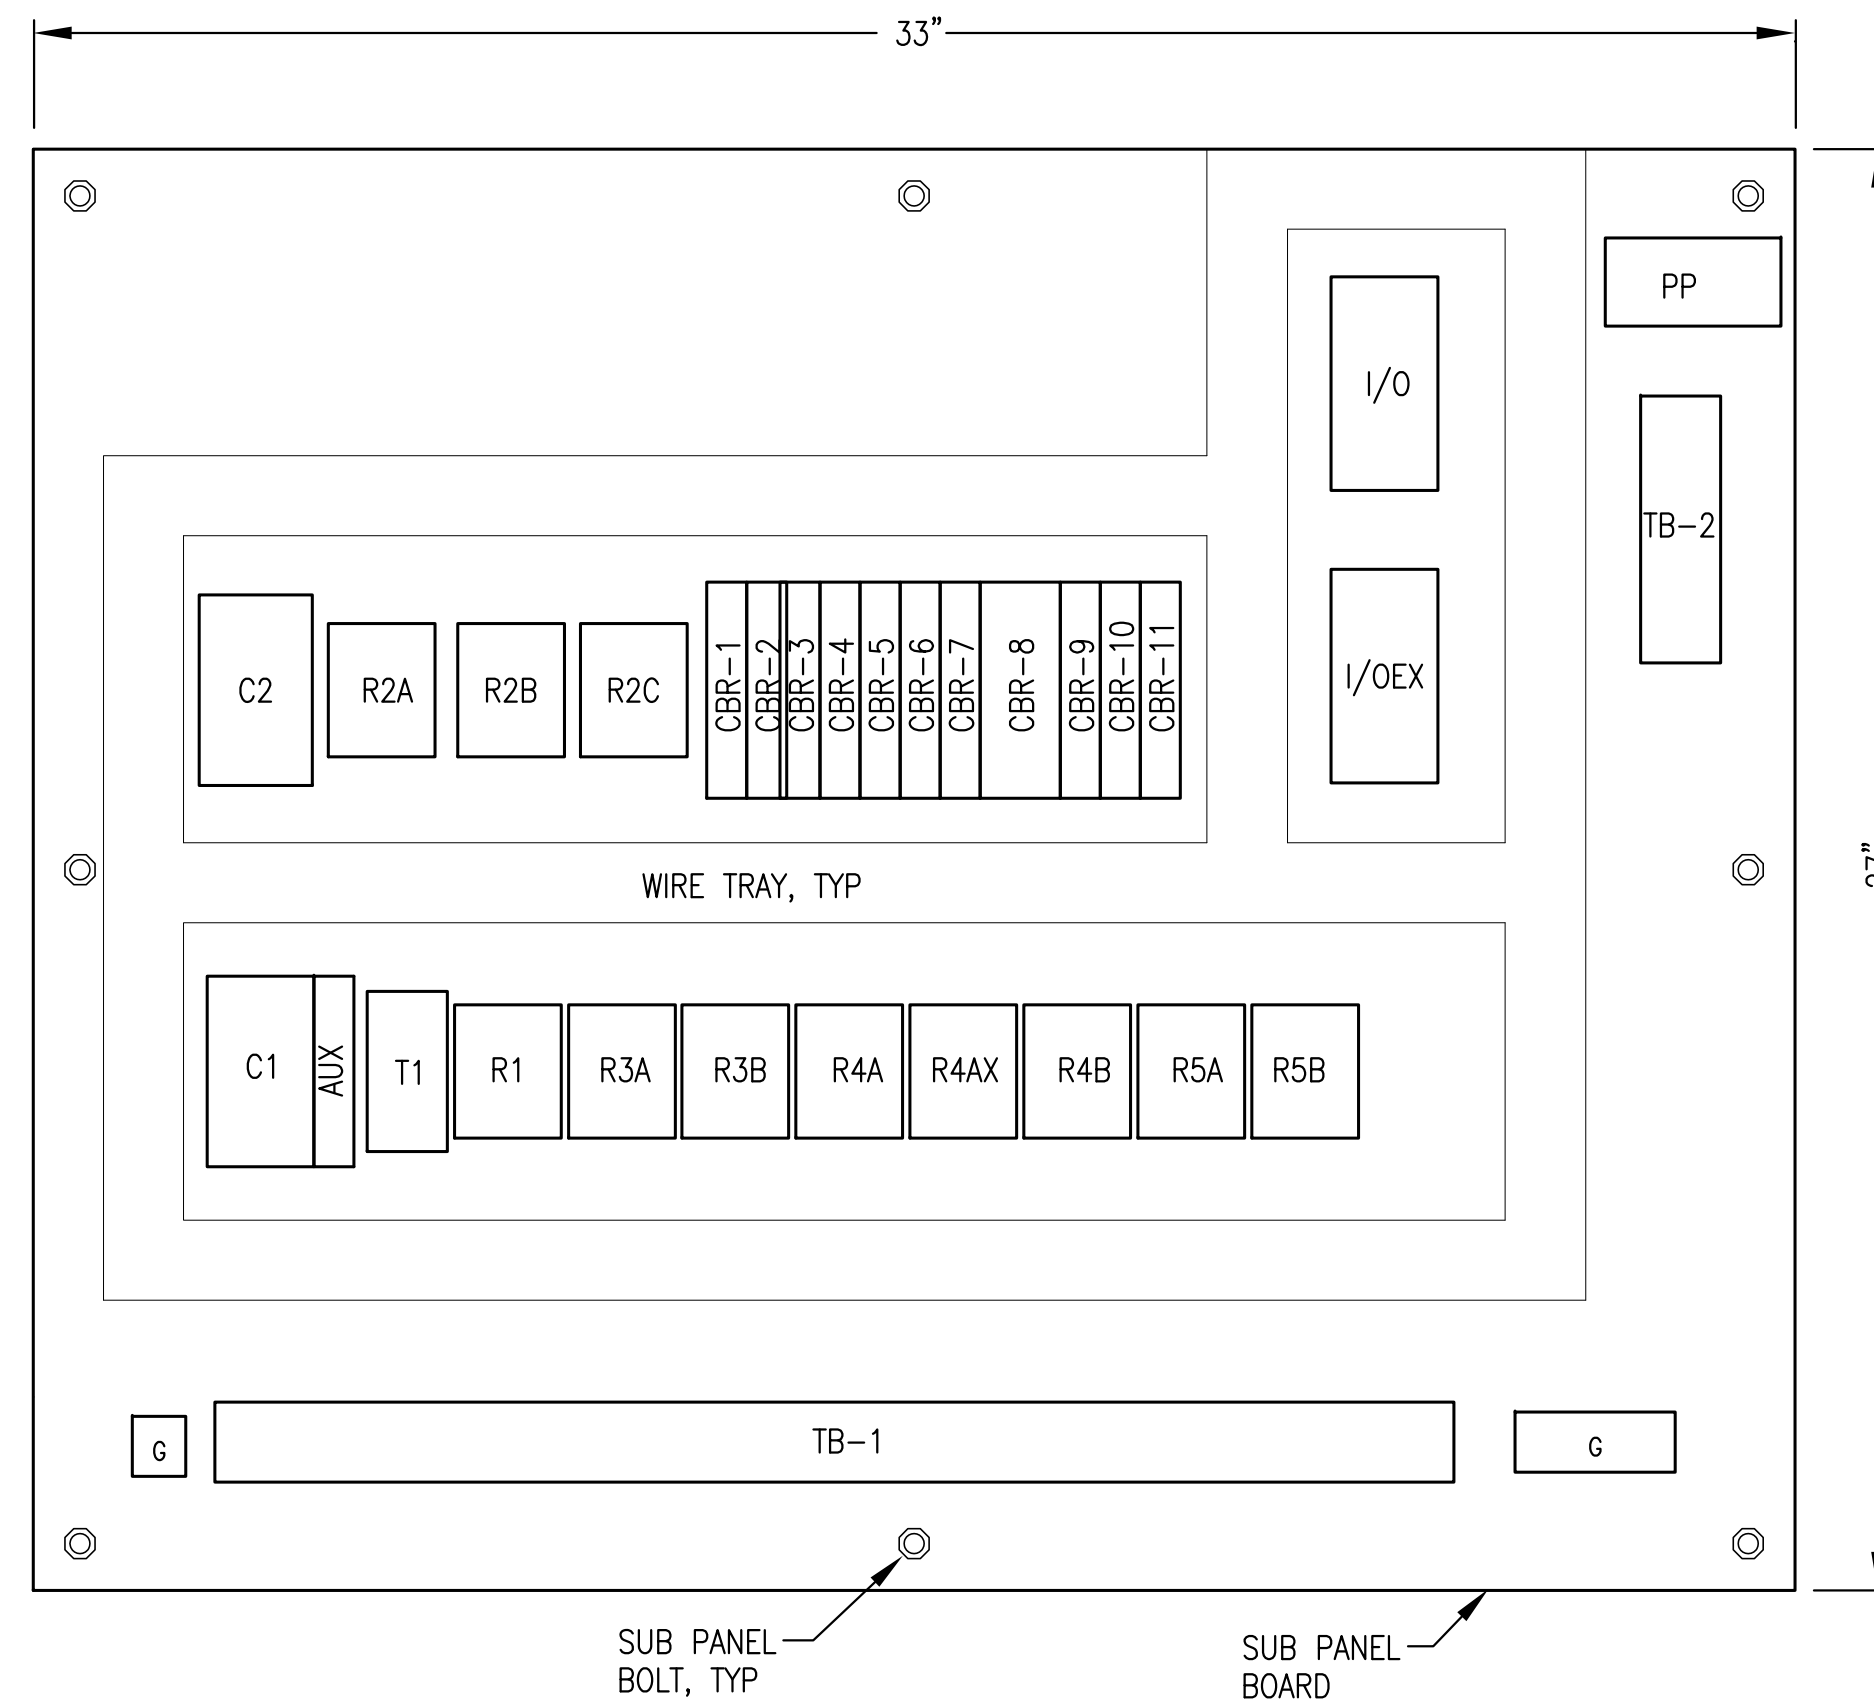 33"
PP
I/O
TB-2
I/OEX
C2
R2A
R2B
R2C
CBR-1
CBR-2
CBR-3
CBR-4
CBR-5
CBR-6
CBR-7
CBR-8
CBR-9
CBR-10
CBR-11
WIRE TRAY, TYP
C1
AUX
T1
R1
R3A
R3B
R4A
R4AX
R4B
R5A
R5B
G
TB-1
G
SUB PANEL
BOLT, TYP
SUB PANEL
BOARD